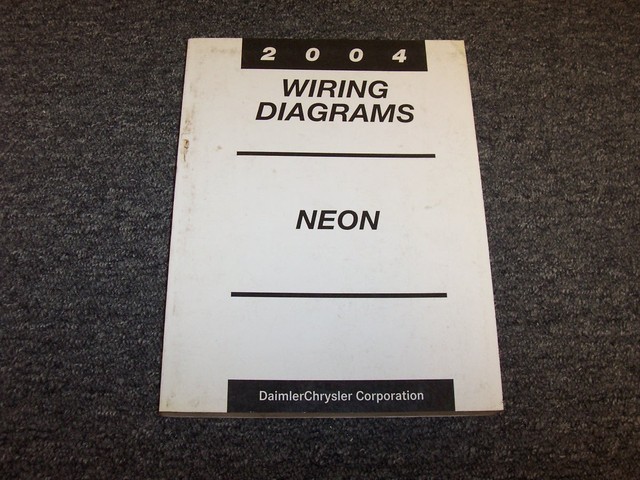 2004
WIRING
DIAGRAMS
NEON
DaimlerChrysler Corporation